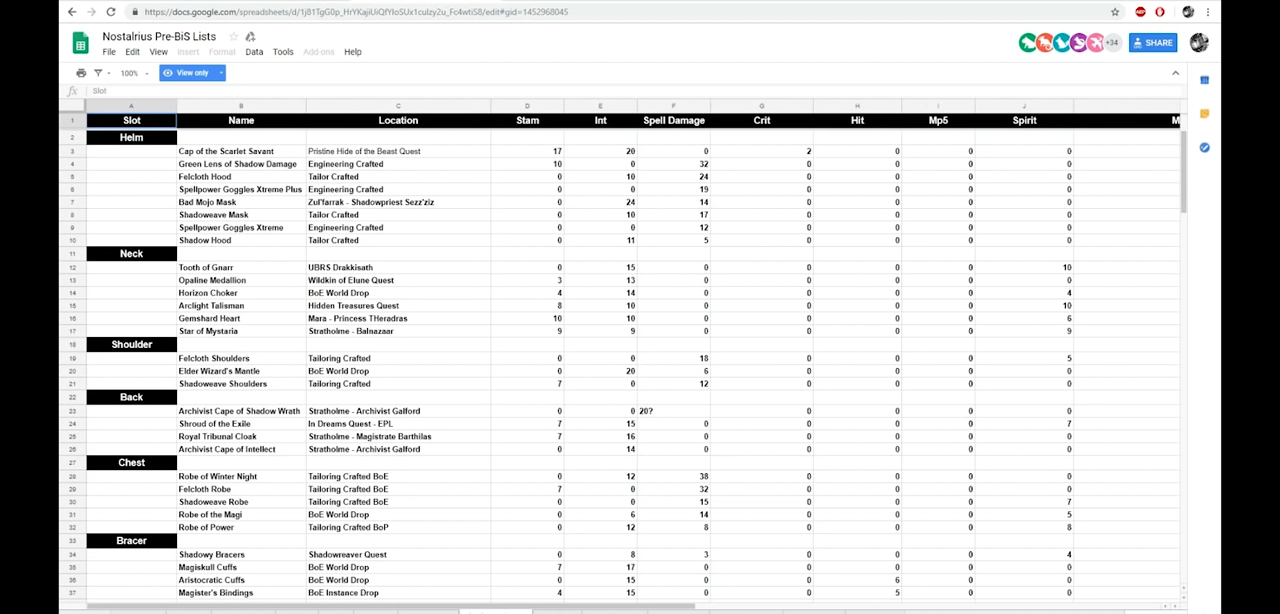 https://docs.google.com/spreadsheets/d/1j81TgG0p_HrYKajiUiQfYIoSUx1culzy2u_Fc4wtiS8/edit#gid=1452968045
Nostalrius Pre-BiS Lists
File Edit View Insert Format Data Tools Add-ons Help
+34 SHARE
100% View only
fx Slot
A B C D E F G H I J
1 Slot Name Location Stam Int Spell Damage Crit Hit Mp5 Spirit M
2 Helm
3 Cap of the Scarlet Savant Pristine Hide of the Beast Quest 17 20 0 2 0 0 0
4 Green Lens of Shadow Damage Engineering Crafted 10 0 32 0 0 0 0
5 Felcloth Hood Tailor Crafted 0 10 24 0 0 0 0
6 Spellpower Goggles Xtreme Plus Engineering Crafted 0 0 19 0 0 0 0
7 Bad Mojo Mask Zul'farrak - Shadowpriest Sezz'ziz 0 24 14 0 0 0 0
8 Shadoweave Mask Tailor Crafted 0 10 17 0 0 0 0
9 Spellpower Goggles Xtreme Engineering Crafted 0 0 12 0 0 0 0
10 Shadow Hood Tailor Crafted 0 11 5 0 0 0 0
11 Neck
12 Tooth of Gnarr UBRS Drakkisath 0 15 0 0 0 0 10
13 Opaline Medallion Wildkin of Elune Quest 3 13 0 0 0 0 0
14 Horizon Choker BoE World Drop 4 14 0 0 0 0 4
15 Arclight Talisman Hidden Treasures Quest 8 10 0 0 0 0 10
16 Gemshard Heart Mara - Princess THeradras 10 10 0 0 0 0 6
17 Star of Mystaria Stratholme - Balnazaar 9 9 0 0 0 0 9
18 Shoulder
19 Felcloth Shoulders Tailoring Crafted 0 0 18 0 0 0 5
20 Elder Wizard's Mantle BoE World Drop 0 20 6 0 0 0 0
21 Shadoweave Shoulders Tailoring Crafted 7 0 12 0 0 0 0
22 Back
23 Archivist Cape of Shadow Wrath Stratholme - Archivist Galford 0 0 20? 0 0 0 0
24 Shroud of the Exile In Dreams Quest - EPL 7 15 0 0 0 0 7
25 Royal Tribunal Cloak Stratholme - Magistrate Barthilas 7 16 0 0 0 0 0
26 Archivist Cape of Intellect Stratholme - Archivist Galford 0 14 0 0 0 0 0
27 Chest
28 Robe of Winter Night Tailoring Crafted BoE 0 12 38 0 0 0 0
29 Felcloth Robe Tailoring Crafted BoE 7 0 32 0 0 0 0
30 Shadoweave Robe Tailoring Crafted BoE 0 0 15 0 0 0 7
31 Robe of the Magi BoE World Drop 0 6 14 0 0 0 5
32 Robe of Power Tailoring Crafted BoP 0 12 8 0 0 0 8
33 Bracer
34 Shadowy Bracers Shadowreaver Quest 0 8 3 0 0 0 4
35 Magiskull Cuffs BoE World Drop 7 17 0 0 0 0 0
36 Aristocratic Cuffs BoE World Drop 0 15 0 0 6 0 0
37 Magister's Bindings BoE Instance Drop 4 15 0 0 5 0 0